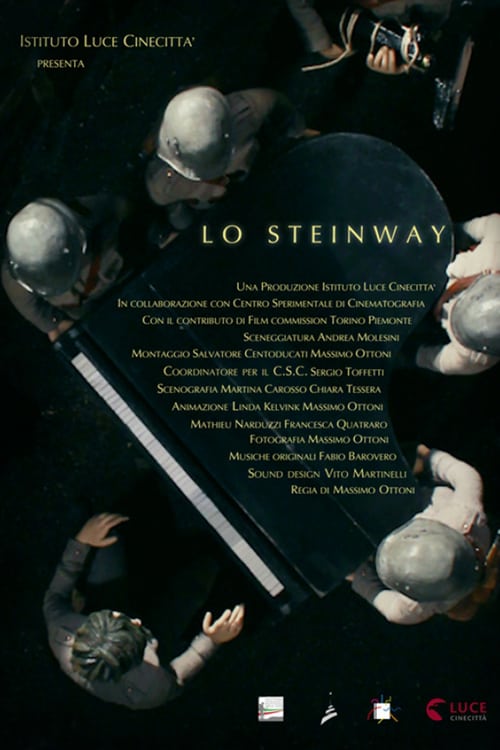 ISTITUTO LUCE CINECITTA'
PRESENTA
LO STEINWAY
UNA PRODUZIONE ISTITUTO LUCE CINECITTA'
IN COLLABORAZIONE CON CENTRO SPERIMENTALE DI CINEMATOGRAFIA
CON IL CONTRIBUTO DI FILM COMMISSION TORINO PIEMONTE
SCENEGGIATURA ANDREA MOLESINI
MONTAGGIO SALVATORE CENTODUCATI MASSIMO OTTONI
COORDINATORE PER IL C.S.C. SERGIO TOFFETTI
SCENOGRAFIA MARTINA CAROSSO CHIARA TESSERA
ANIMAZIONE LINDA KELVINK MASSIMO OTTONI
MATHIEU NARDUZZI FRANCESCA QUATRARO
FOTOGRAFIA MASSIMO OTTONI
MUSICHE ORIGINALI FABIO BAROVERO
SOUND DESIGN VITO MARTINELLI
REGIA DI MASSIMO OTTONI
LUCE
CINECITTÀ